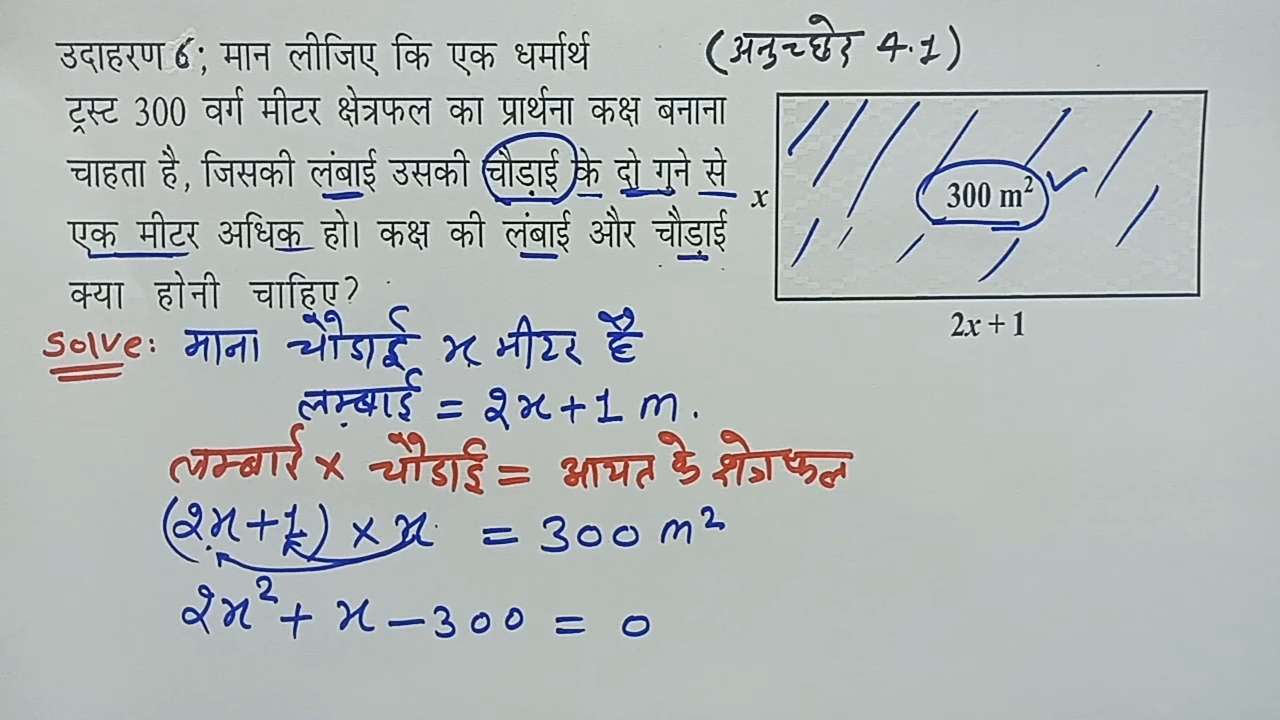 उदाहरण 6; मान लीजिए कि एक धर्मार्थ
(अनुच्छेद 4.1)
ट्रस्ट 300 वर्ग मीटर क्षेत्रफल का प्रार्थना कक्ष बनाना
चाहता है, जिसकी लंबाई उसकी चौड़ाई के दो गुने से
एक मीटर अधिक हो। कक्ष की लंबाई और चौड़ाई
क्या होनी चाहिए?
x
300 m²
2x + 1
Solve: माना चौडाई x मीटर है
लम्बाई = 2x + 1 m.
लम्बाई × चौडाई = आयत के क्षेत्रफल
(2x + 1) × x = 300 m²
2x² + x - 300 = 0